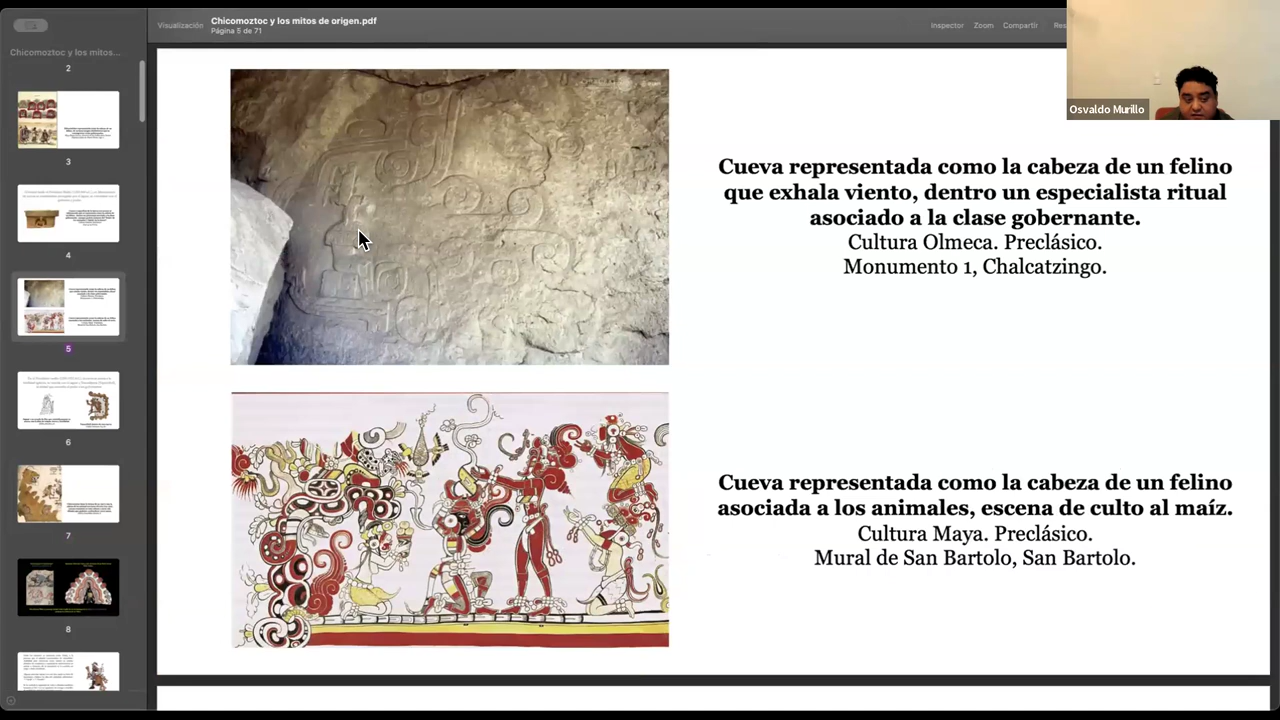 Visualización
Chicomoztoc y los mitos de origen.pdf
Página 5 de 71
Inspector
Zoom
Compartir
Osvaldo Murillo
Chicomoztoc y los mitos...
2
3
4
5
6
7
8
Cueva representada como la cabeza de un felino
que exhala viento, dentro un especialista ritual
asociado a la clase gobernante.
Cultura Olmeca. Preclásico.
Monumento 1, Chalcatzingo.
Cueva representada como la cabeza de un felino
asociada a los animales, escena de culto al maíz.
Cultura Maya. Preclásico.
Mural de San Bartolo, San Bartolo.